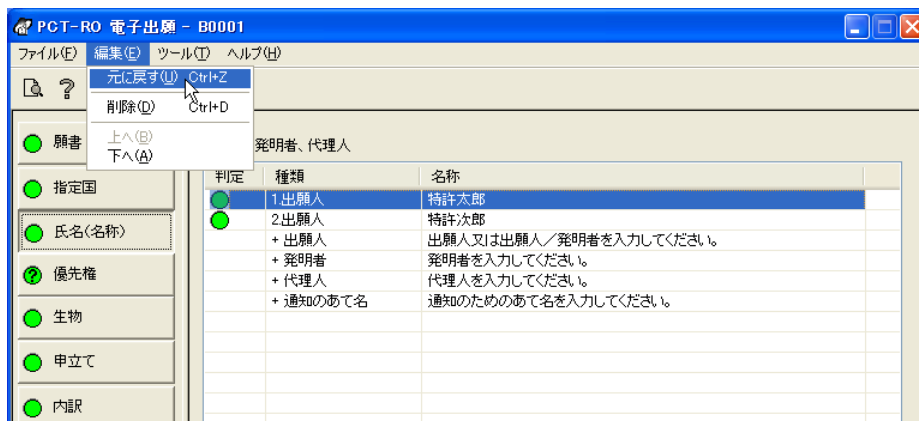 PCT-RO 電子出願 - B0001
ファイル(F) 編集(E) ツール(T) ヘルプ(H)
元に戻す(U) Ctrl+Z
削除(D) Ctrl+D
上へ(B)
下へ(A)
願書
指定国
氏名(名称)
優先権
生物
申立て
内訳
発明者、代理人
判定 種類 名称
1.出願人 特許太郎
2.出願人 特許次郎
+ 出願人 出願人又は出願人／発明者を入力してください。
+ 発明者 発明者を入力してください。
+ 代理人 代理人を入力してください。
+ 通知のあて名 通知のためのあて名を入力してください。